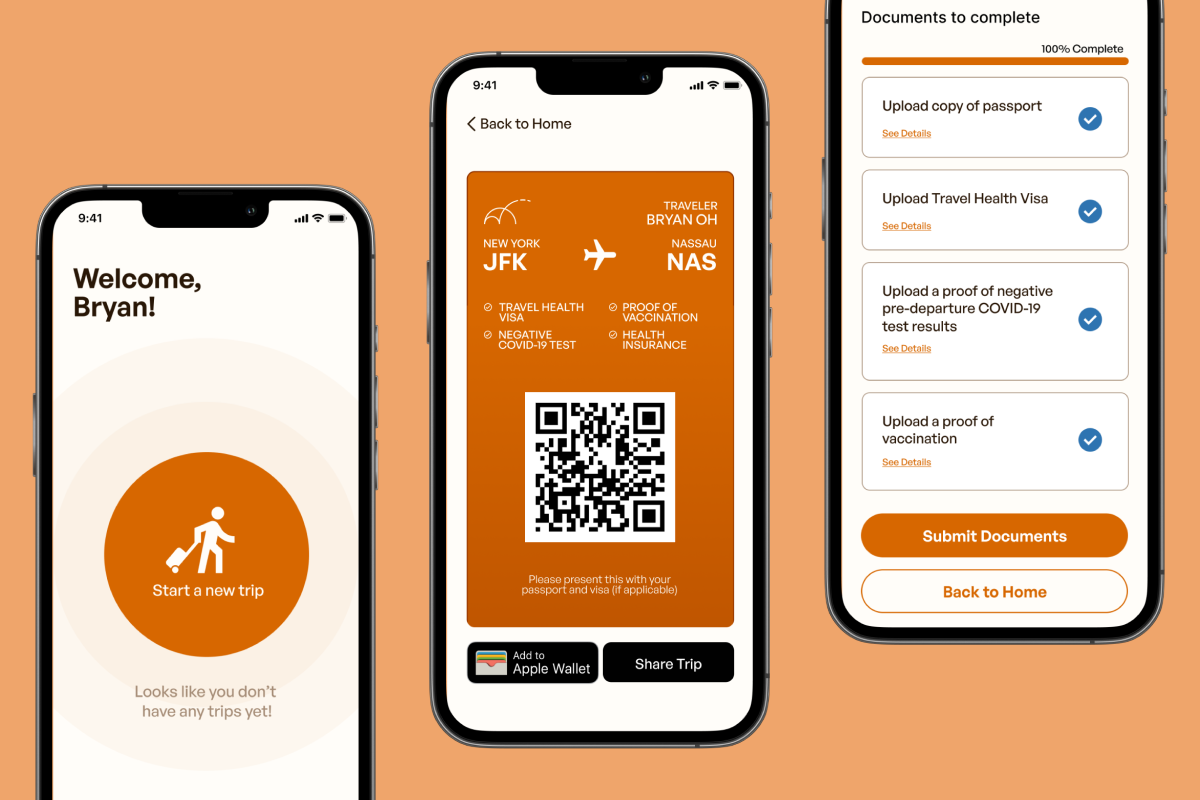 9:41
Welcome,
Bryan!
Start a new trip
Looks like you don't
have any trips yet!
9:41
Back to Home
TRAVELER
BRYAN OH
NEW YORK
JFK
NASSAU
NAS
TRAVEL HEALTH
VISA
PROOF OF
VACCINATION
NEGATIVE
COVID-19 TEST
HEALTH
INSURANCE
Please present this with your
passport and visa (if applicable)
Add to
Apple Wallet
Share Trip
Documents to complete
100% Complete
Upload copy of passport
See Details
Upload Travel Health Visa
See Details
Upload a proof of negative
pre-departure COVID-19
test results
See Details
Upload a proof of
vaccination
See Details
Submit Documents
Back to Home